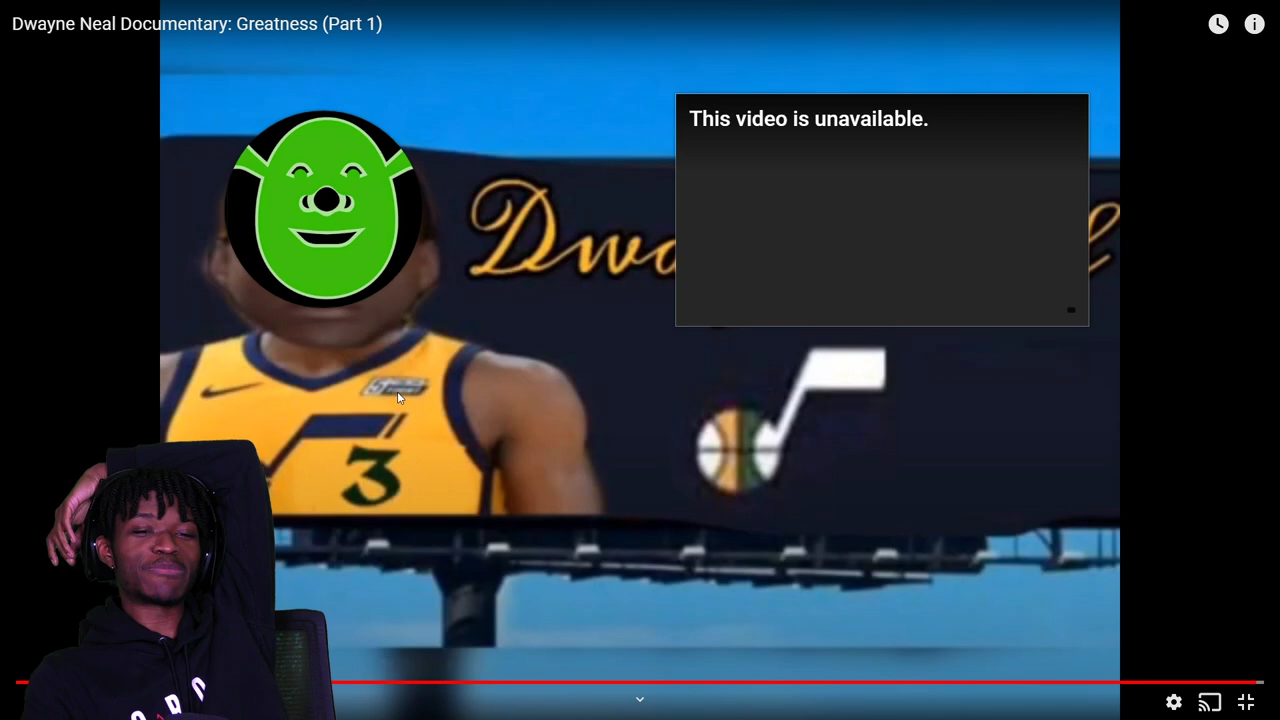 Dwayne Neal Documentary: Greatness (Part 1)
This video is unavailable.
Dwa
l
3